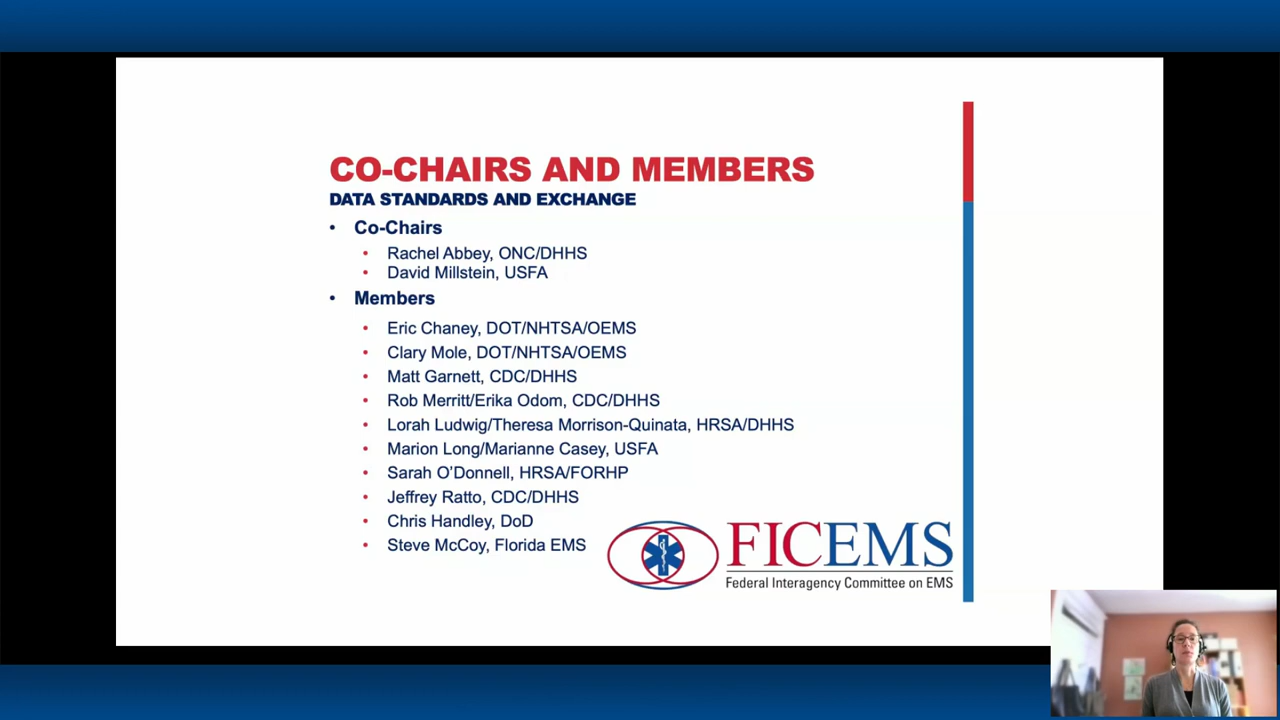 CO-CHAIRS AND MEMBERS
DATA STANDARDS AND EXCHANGE
• Co-Chairs
• Rachel Abbey, ONC/DHHS
• David Millstein, USFA
• Members
• Eric Chaney, DOT/NHTSA/OEMS
• Clary Mole, DOT/NHTSA/OEMS
• Matt Garnett, CDC/DHHS
• Rob Merritt/Erika Odom, CDC/DHHS
• Lorah Ludwig/Theresa Morrison-Quinata, HRSA/DHHS
• Marion Long/Marianne Casey, USFA
• Sarah O'Donnell, HRSA/FORHP
• Jeffrey Ratto, CDC/DHHS
• Chris Handley, DoD
• Steve McCoy, Florida EMS
FICEMS
Federal Interagency Committee on EMS